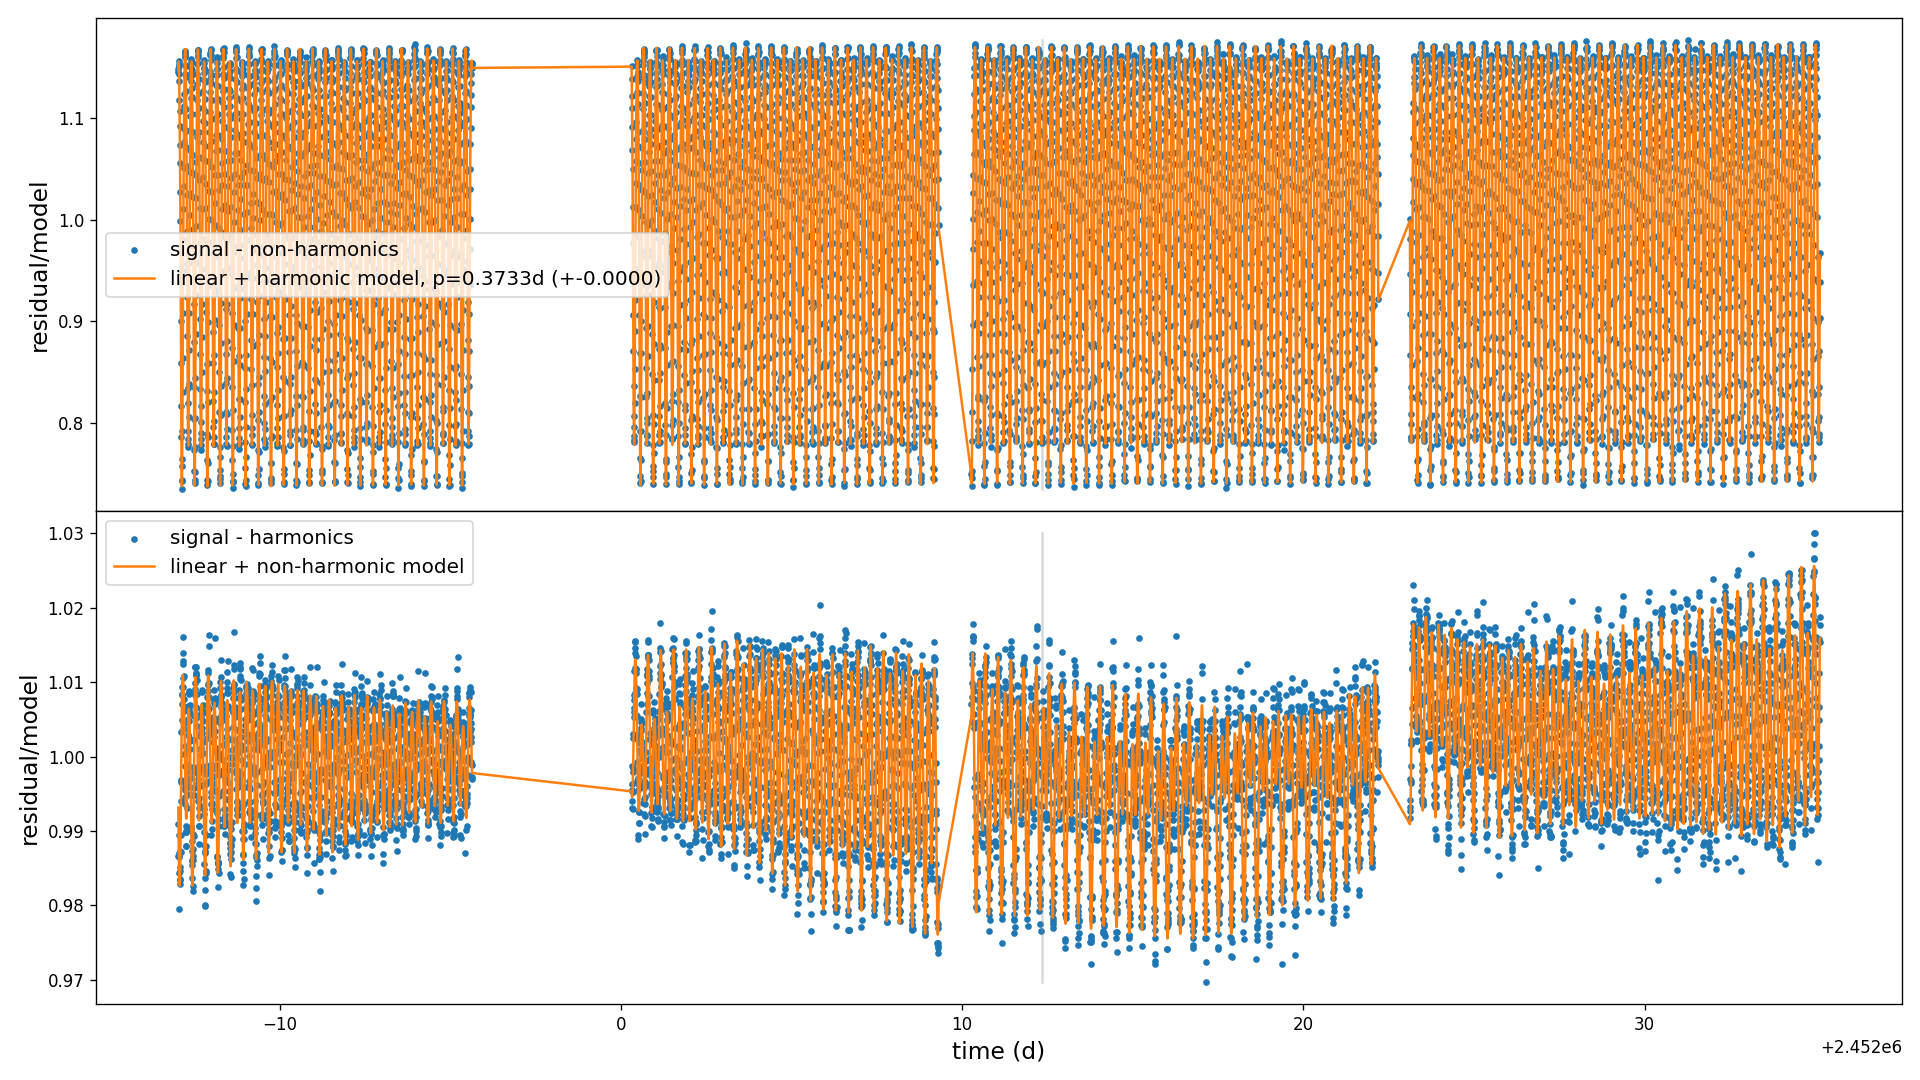 residual/model
1.1
1.0
0.9
0.8
signal - non-harmonics
linear + harmonic model, p=0.3733d (+-0.0000)
residual/model
1.03
1.02
1.01
1.00
0.99
0.98
0.97
signal - harmonics
linear + non-harmonic model
−10
0
10
20
30
time (d)
+2.452e6